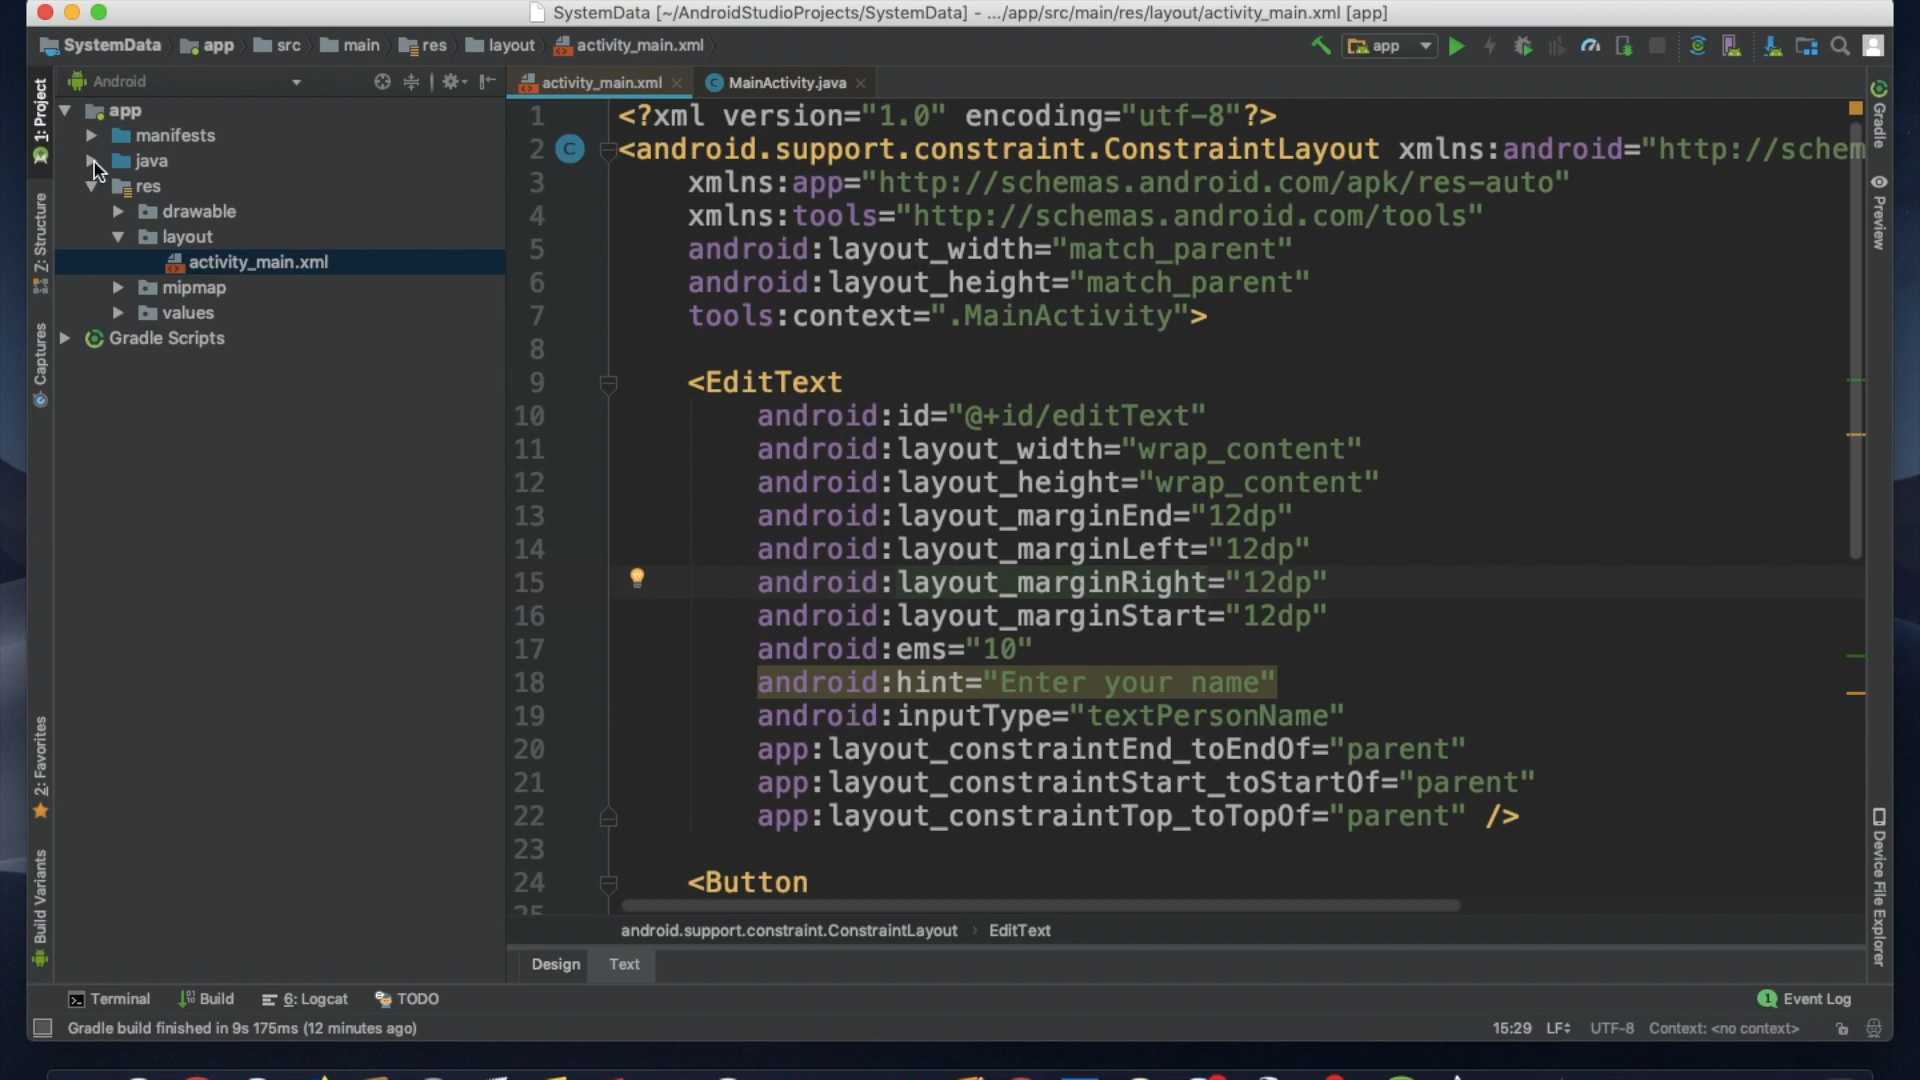 SystemData [~/AndroidStudioProjects/SystemData] - .../app/src/main/res/layout/activity_main.xml [app]
SystemData app src main res layout activity_main.xml app
Android
activity_main.xml MainActivity.java
1: Project
7: Structure
Captures
2: Favorites
Build Variants
app
manifests
java
res
drawable
layout
activity_main.xml
mipmap
values
Gradle Scripts
1 <?xml version="1.0" encoding="utf-8"?>
2 <android.support.constraint.ConstraintLayout xmlns:android="http://schem
3 xmlns:app="http://schemas.android.com/apk/res-auto"
4 xmlns:tools="http://schemas.android.com/tools"
5 android:layout_width="match_parent"
6 android:layout_height="match_parent"
7 tools:context=".MainActivity">
8
9 <EditText
10 android:id="@+id/editText"
11 android:layout_width="wrap_content"
12 android:layout_height="wrap_content"
13 android:layout_marginEnd="12dp"
14 android:layout_marginLeft="12dp"
15 android:layout_marginRight="12dp"
16 android:layout_marginStart="12dp"
17 android:ems="10"
18 android:hint="Enter your name"
19 android:inputType="textPersonName"
20 app:layout_constraintEnd_toEndOf="parent"
21 app:layout_constraintStart_toStartOf="parent"
22 app:layout_constraintTop_toTopOf="parent" />
23
24 <Button
25
android.support.constraint.ConstraintLayout › EditText
Design Text
Gradle
Preview
Device File Explorer
Terminal Build 6: Logcat TODO 1 Event Log
Gradle build finished in 9s 175ms (12 minutes ago) 15:29 LF UTF-8 Context: <no context>